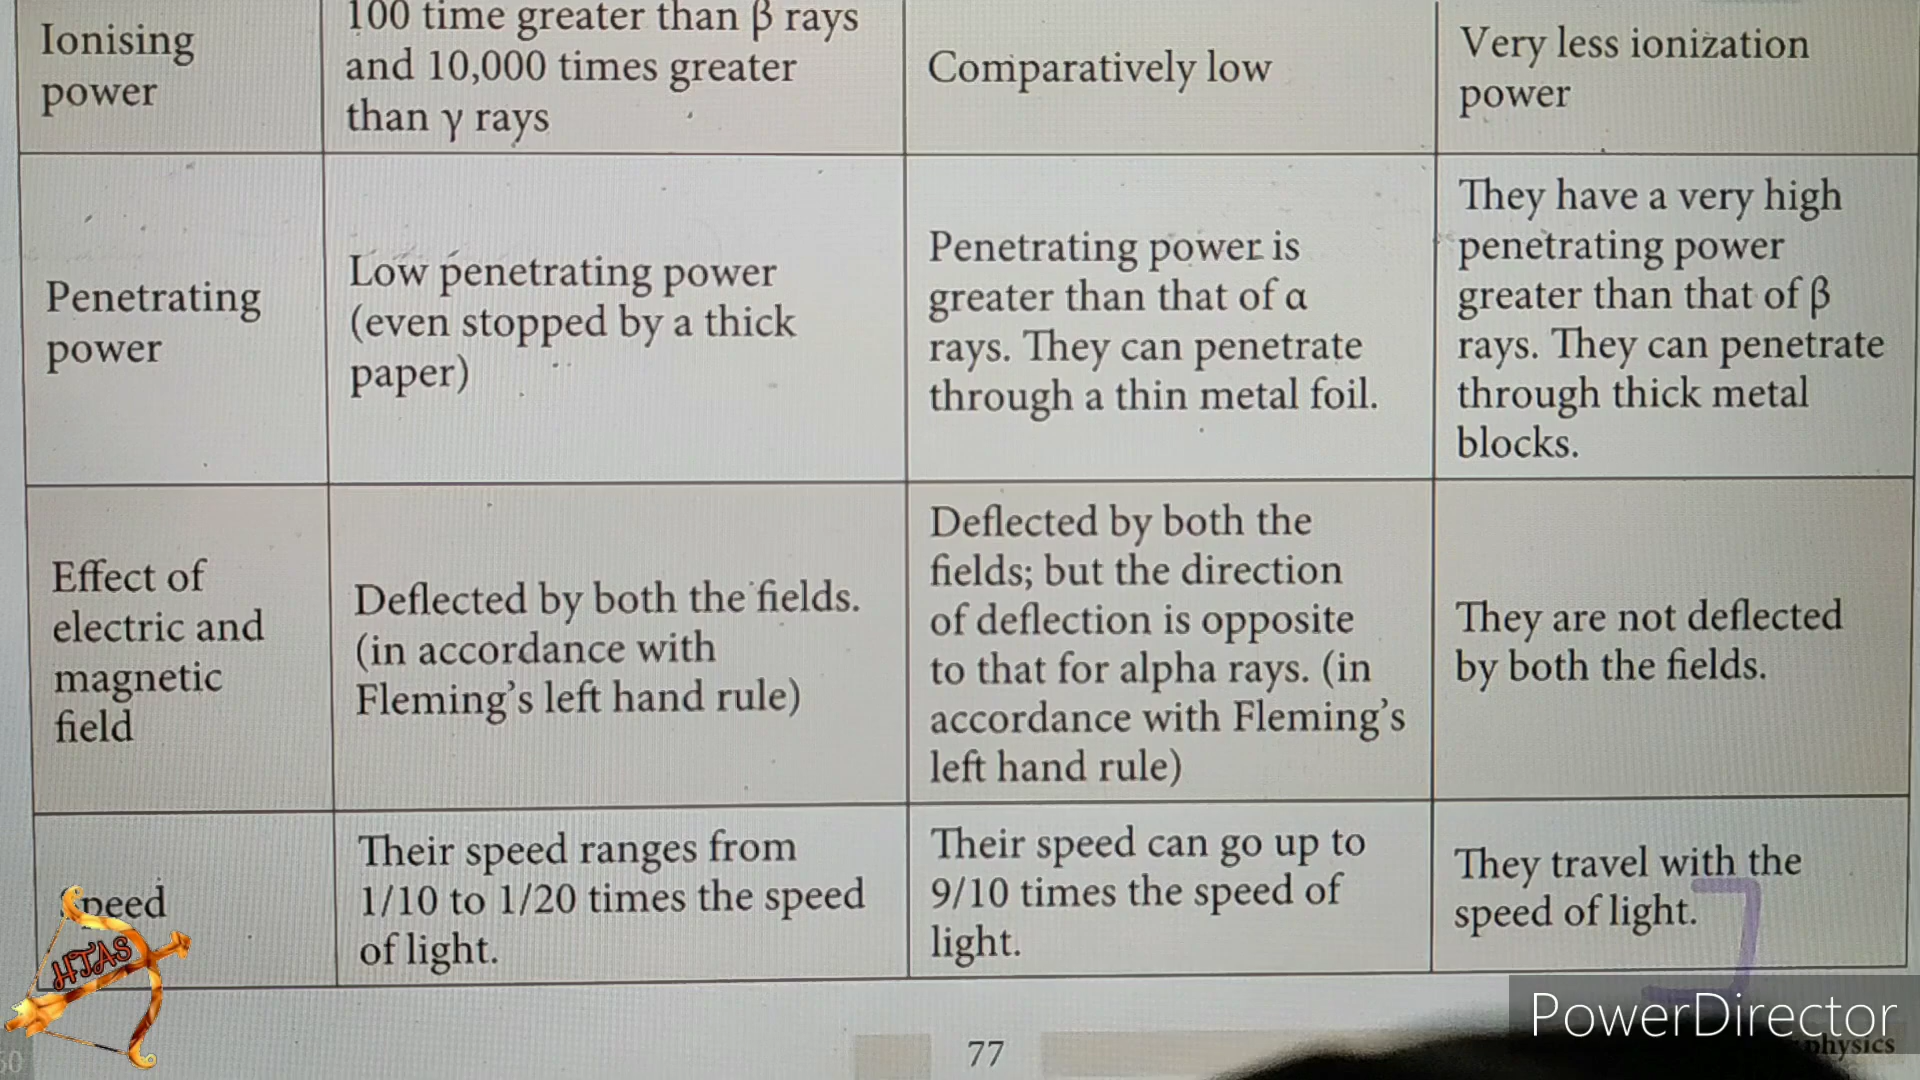 Ionising
power
100 time greater than β rays
and 10,000 times greater
than γ rays
Comparatively low
Very less ionization
power
Penetrating
power
Low penetrating power
(even stopped by a thick
paper)
Penetrating power is
greater than that of α
rays. They can penetrate
through a thin metal foil.
They have a very high
penetrating power
greater than that of β
rays. They can penetrate
through thick metal
blocks.
Effect of
electric and
magnetic
field
Deflected by both the fields.
(in accordance with
Fleming's left hand rule)
Deflected by both the
fields; but the direction
of deflection is opposite
to that for alpha rays. (in
accordance with Fleming's
left hand rule)
They are not deflected
by both the fields.
Speed
Their speed ranges from
1/10 to 1/20 times the speed
of light.
Their speed can go up to
9/10 times the speed of
light.
They travel with the
speed of light.
HTAS
PowerDirector
77
physics